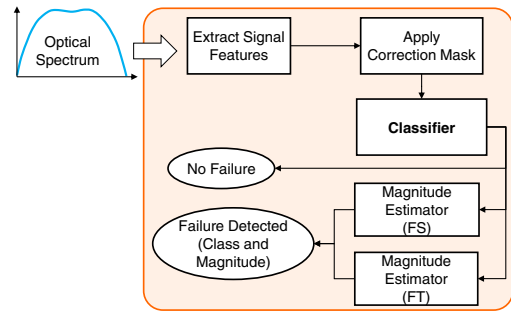 Optical
Spectrum
Extract Signal
Features
Apply
Correction Mask
Classifier
No Failure
Magnitude
Estimator
(FS)
Failure Detected
(Class and
Magnitude)
Magnitude
Estimator
(FT)